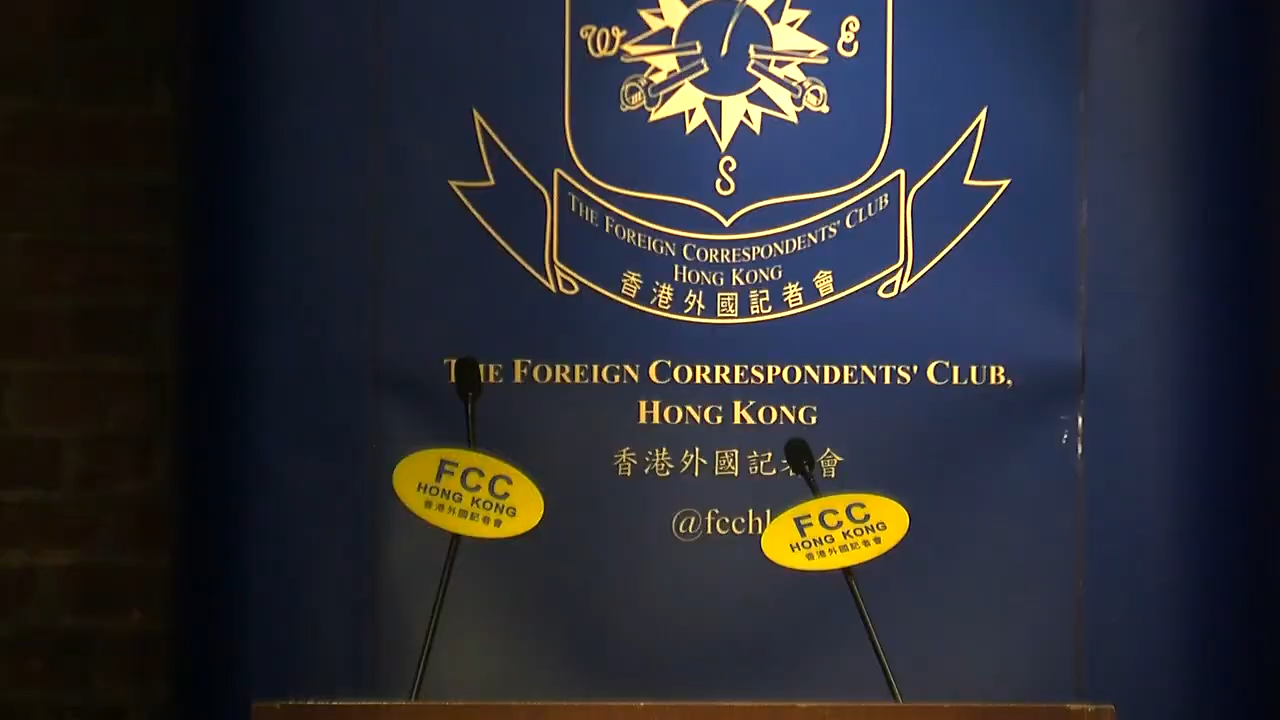 W E
S
THE FOREIGN CORRESPONDENTS' CLUB
HONG KONG
香港外國記者會
THE FOREIGN CORRESPONDENTS' CLUB,
HONG KONG
香港外國記者會
@fcchk
FCC
HONG KONG
香港外國記者會
FCC
HONG KONG
香港外國記者會